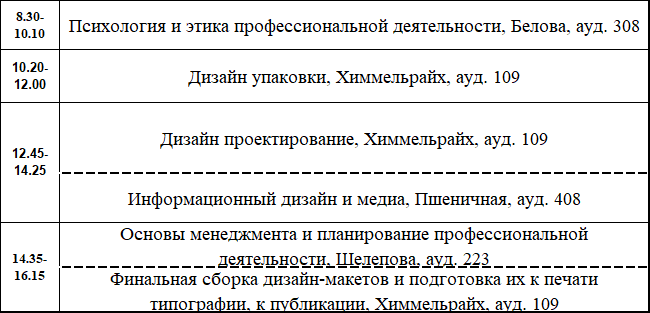 8.30-
10.10
Психология и этика профессиональной деятельности, Белова, ауд. 308
10.20-
12.00
Дизайн упаковки, Химмельрайх, ауд. 109
12.45-
14.25
Дизайн проектирование, Химмельрайх, ауд. 109
Информационный дизайн и медиа, Пшеничная, ауд. 408
14.35-
16.15
Основы менеджмента и планирование профессиональной
деятельности, Шелепова, ауд. 223
Финальная сборка дизайн-макетов и подготовка их к печати
типографии, к публикации, Химмельрайх, ауд. 109